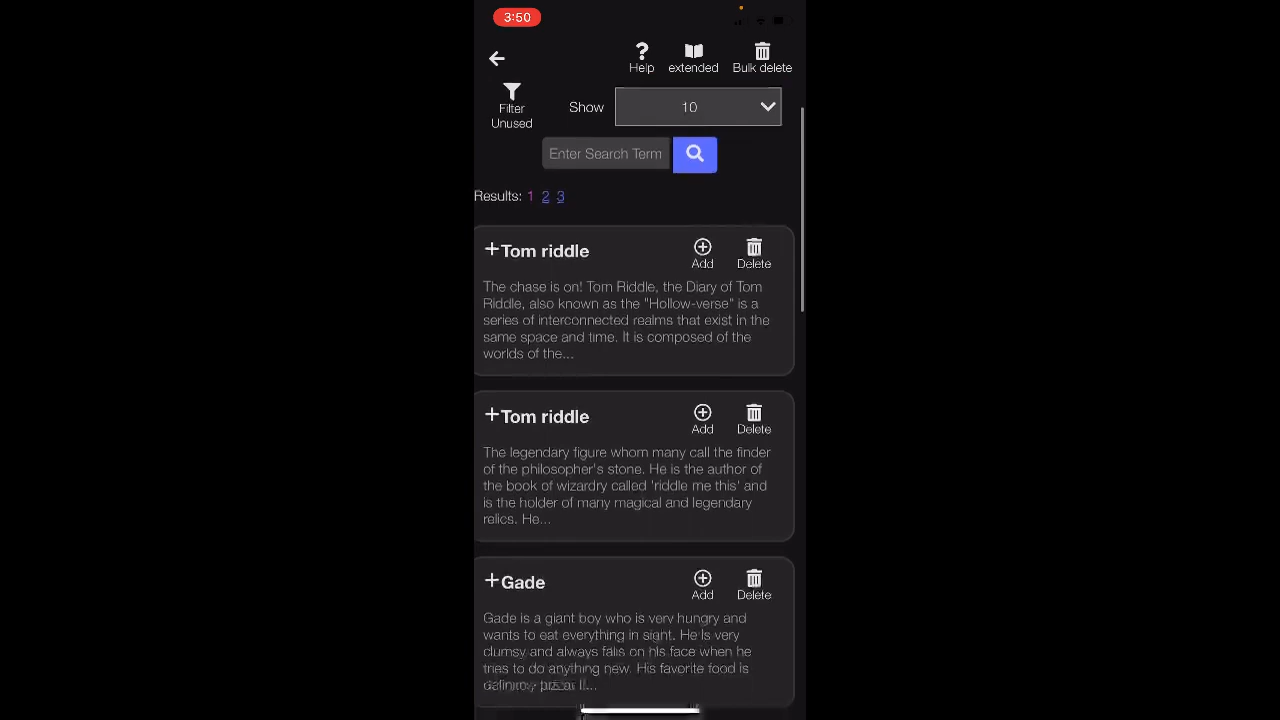 3:50
Help
extended
Bulk delete
Filter
Unused
Show
10
Enter Search Term
Results: 1 2 3
+Tom riddle
Add
Delete
The chase is on! Tom Riddle, the Diary of Tom
Riddle, also known as the "Hollow-verse" is a
series of interconnected realms that exist in the
same space and time. It is composed of the
worlds of the...
+Tom riddle
Add
Delete
The legendary figure whom many call the finder
of the philosopher's stone. He is the author of
the book of wizardry called 'riddle me this' and
is the holder of many magical and legendary
relics. He...
+Gade
Add
Delete
Gade is a giant boy who is very hungry and
wants to eat everything in sight. He is very
clumsy and always falls on his face when he
tries to do anything new. His favorite food is